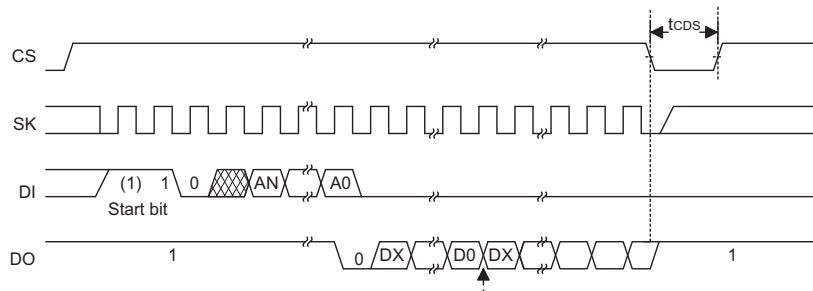 tCDS
CS
SK
DI (1) 1 0 AN A0
Start bit
DO 1 0 DX D0 DX 1